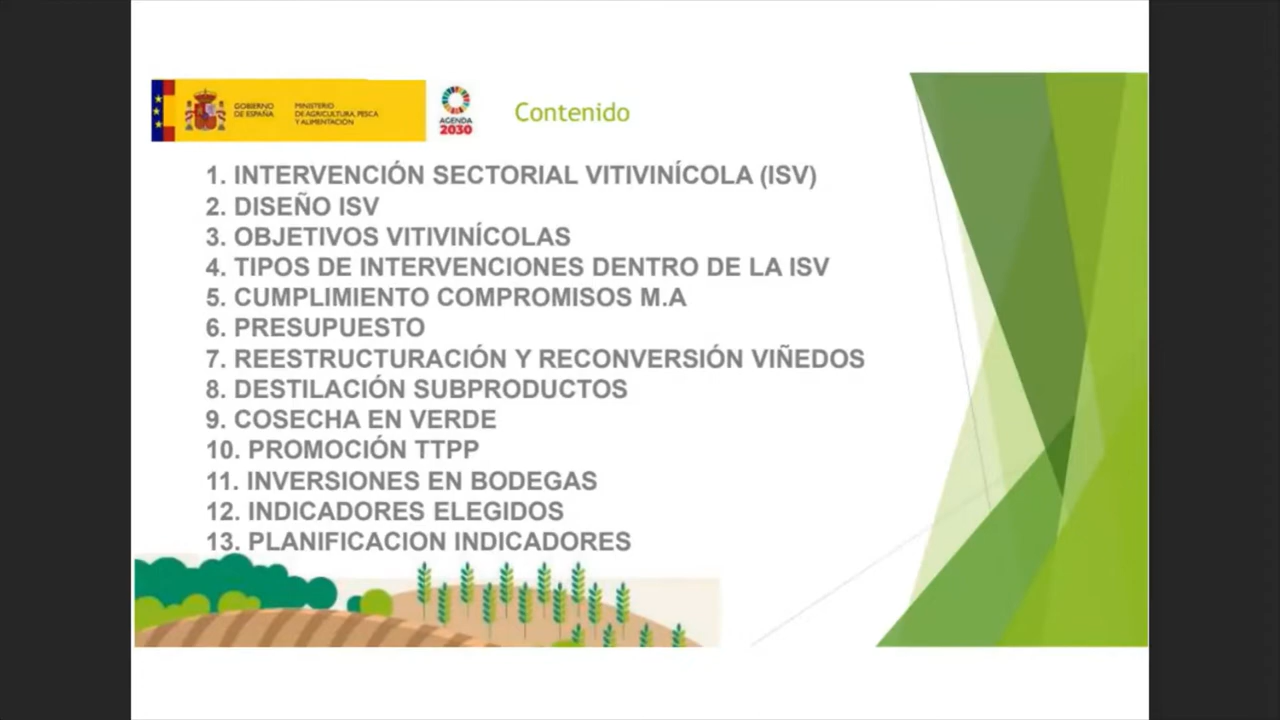 GOBIERNO
DE ESPAÑA
MINISTERIO
DE AGRICULTURA, PESCA
Y ALIMENTACIÓN
AGENDA
2030
Contenido
1. INTERVENCIÓN SECTORIAL VITIVINÍCOLA (ISV)
2. DISEÑO ISV
3. OBJETIVOS VITIVINÍCOLAS
4. TIPOS DE INTERVENCIONES DENTRO DE LA ISV
5. CUMPLIMIENTO COMPROMISOS M.A
6. PRESUPUESTO
7. REESTRUCTURACIÓN Y RECONVERSIÓN VIÑEDOS
8. DESTILACIÓN SUBPRODUCTOS
9. COSECHA EN VERDE
10. PROMOCIÓN TTPP
11. INVERSIONES EN BODEGAS
12. INDICADORES ELEGIDOS
13. PLANIFICACION INDICADORES